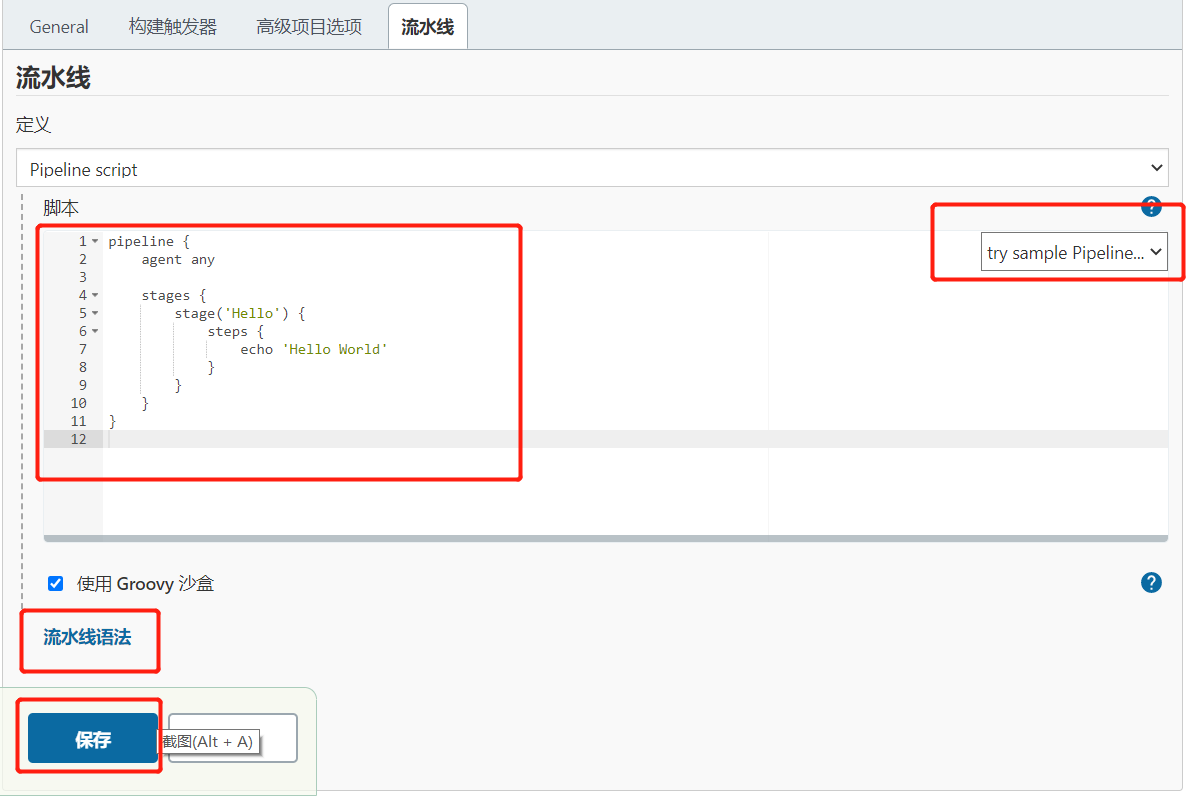 General 构建触发器 高级项目选项 流水线
流水线
定义
Pipeline script
脚本
?
try sample Pipeline...
1 pipeline {
2     agent any
3
4     stages {
5         stage('Hello') {
6             steps {
7                 echo 'Hello World'
8             }
9         }
10     }
11 }
12
使用 Groovy 沙盒
?
流水线语法
保存
截图(Alt + A)